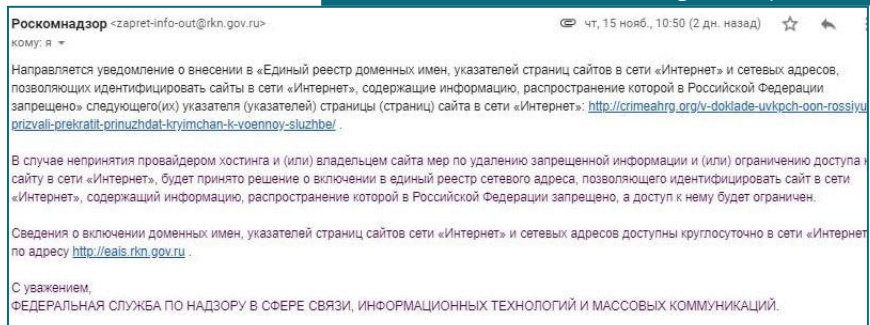 Роскомнадзор <zapret-info-out@rkn.gov.ru>
чт, 15 нояб., 10:50 (2 дн. назад)
кому: я
Направляется уведомление о внесении в «Единый реестр доменных имен, указателей страниц сайтов в сети «Интернет» и сетевых адресов,
позволяющих идентифицировать сайты в сети «Интернет», содержащие информацию, распространение которой в Российской Федерации
запрещено» следующего(их) указателя (указателей) страницы (страниц) сайта в сети «Интернет»: http://crimeahrg.org/v-doklade-uvkpch-oon-rossiyu
prizvali-prekratit-prinuzhdat-kryimchan-k-voennoy-sluzhbe/ .
В случае непринятия провайдером хостинга и (или) владельцем сайта мер по удалению запрещенной информации и (или) ограничению доступа к
сайту в сети «Интернет», будет принято решение о включении в единый реестр сетевого адреса, позволяющего идентифицировать сайт в сети
«Интернет», содержащий информацию, распространение которой в Российской Федерации запрещено, а доступ к нему будет ограничен.
Сведения о включении доменных имен, указателей страниц сайтов сети «Интернет» и сетевых адресов доступны круглосуточно в сети «Интернет
по адресу http://eais.rkn.gov.ru .
С уважением,
ФЕДЕРАЛЬНАЯ СЛУЖБА ПО НАДЗОРУ В СФЕРЕ СВЯЗИ, ИНФОРМАЦИОННЫХ ТЕХНОЛОГИЙ И МАССОВЫХ КОММУНИКАЦИЙ.